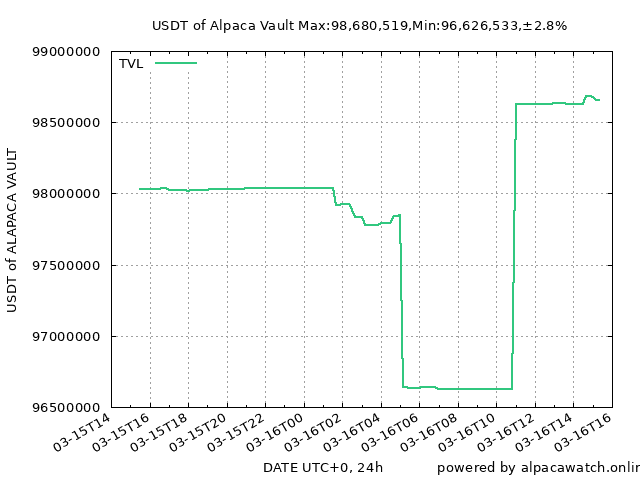 USDT of Alpaca Vault Max:98,680,519,Min:96,626,533,±2.8%
99000000
TVL
98500000
98000000
97500000
97000000
96500000
USDT of ALAPACA VAULT
03-15T14
03-15T16
03-15T18
03-15T20
03-15T22
03-16T00
03-16T02
03-16T04
03-16T06
03-16T08
03-16T10
03-16T12
03-16T14
03-16T16
DATE UTC+0, 24h
powered by alpacawatch.onlin